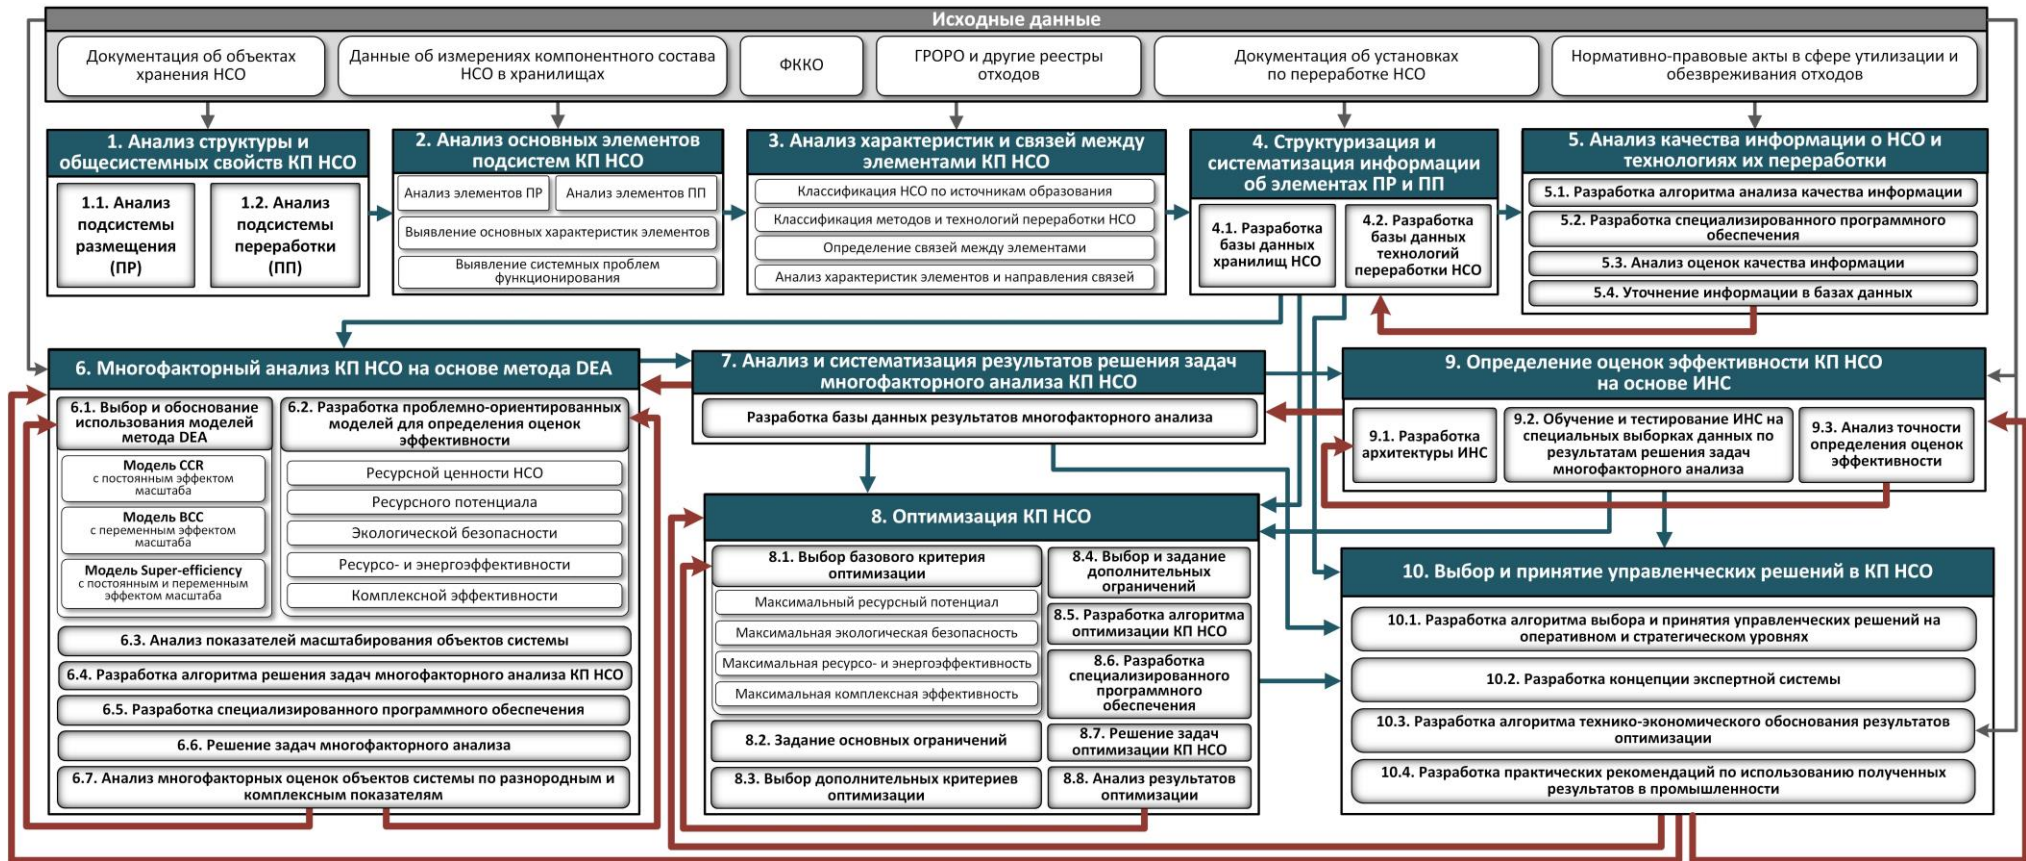 Исходные данные
Документация об объектах
хранения НСО
Данные об измерениях компонентного состава
НСО в хранилищах
ФККО
ГРОРО и другие реестры
отходов
Документация об установках
по переработке НСО
Нормативно-правовые акты в сфере утилизации и
обезвреживания отходов
1. Анализ структуры и
общесистемных свойств КП НСО
1.1. Анализ
подсистемы
размещения
(ПР)
1.2. Анализ
подсистемы
переработки
(ПП)
2. Анализ основных элементов
подсистем КП НСО
Анализ элементов ПР
Анализ элементов ПП
Выявление основных характеристик элементов
Выявление системных проблем
функционирования
3. Анализ характеристик и связей между
элементами КП НСО
Классификация НСО по источникам образования
Классификация методов и технологий переработки НСО
Определение связей между элементами
Анализ характеристик элементов и направления связей
4. Структуризация и
систематизация информации
об элементах ПР и ПП
4.1. Разработка
базы данных
хранилищ НСО
4.2. Разработка
базы данных
технологий
переработки НСО
5. Анализ качества информации о НСО и
технологиях их переработки
5.1. Разработка алгоритма анализа качества информации
5.2. Разработка специализированного программного
обеспечения
5.3. Анализ оценок качества информации
5.4. Уточнение информации в базах данных
6. Многофакторный анализ КП НСО на основе метода DEA
6.1. Выбор и обоснование
использования моделей
метода DEA
Модель CCR
с постоянным эффектом
масштаба
Модель BCC
с переменным эффектом
масштаба
Модель Super-efficiency
с постоянным и переменным
эффектом масштаба
6.2. Разработка проблемно-ориентированных
моделей для определения оценок
эффективности
Ресурсной ценности НСО
Ресурсного потенциала
Экологической безопасности
Ресурсо- и энергоэффективности
Комплексной эффективности
6.3. Анализ показателей масштабирования объектов системы
6.4. Разработка алгоритма решения задач многофакторного анализа КП НСО
6.5. Разработка специализированного программного обеспечения
6.6. Решение задач многофакторного анализа
6.7. Анализ многофакторных оценок объектов системы по разнородным и
комплексным показателям
7. Анализ и систематизация результатов решения задач
многофакторного анализа КП НСО
Разработка базы данных результатов многофакторного анализа
8. Оптимизация КП НСО
8.1. Выбор базового критерия
оптимизации
Максимальный ресурсный потенциал
Максимальная экологическая безопасность
Максимальная ресурсо- и энергоэффективность
Максимальная комплексная эффективность
8.2. Задание основных ограничений
8.3. Выбор дополнительных критериев
оптимизации
8.4. Выбор и задание
дополнительных
ограничений
8.5. Разработка алгоритма
оптимизации КП НСО
8.6. Разработка
специализированного
программного
обеспечения
8.7. Решение задач
оптимизации КП НСО
8.8. Анализ результатов
оптимизации
9. Определение оценок эффективности КП НСО
на основе ИНС
9.1. Разработка
архитектуры ИНС
9.2. Обучение и тестирование ИНС на
специальных выборках данных по
результатам решения задач
многофакторного анализа
9.3. Анализ точности
определения оценок
эффективности
10. Выбор и принятие управленческих решений в КП НСО
10.1. Разработка алгоритма выбора и принятия управленческих решений на
оперативном и стратегическом уровнях
10.2. Разработка концепции экспертной системы
10.3. Разработка алгоритма технико-экономического обоснования результатов
оптимизации
10.4. Разработка практических рекомендаций по использованию полученных
результатов в промышленности